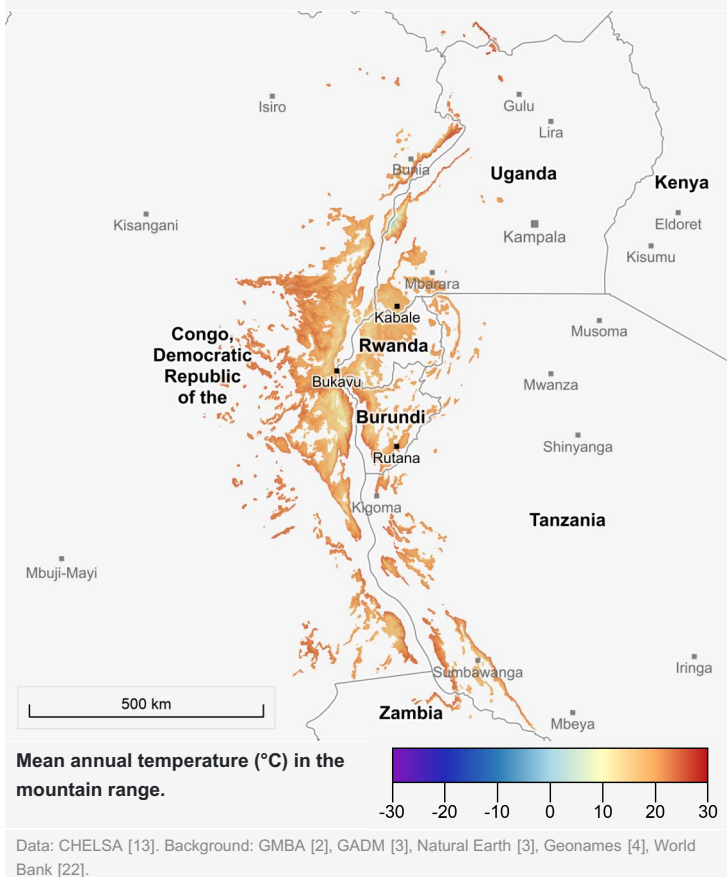 Isiro
Gulu
Lira
Bunia
Uganda
Kenya
Kisangani
Kampala
Eldoret
Kisumu
Mbarara
Kabale
Musoma
Congo,
Democratic
Republic
of the
Rwanda
Bukavu
Mwanza
Burundi
Shinyanga
Rutana
Kigoma
Tanzania
Mbuji-Mayi
Sumbawanga
Iringa
500 km
Zambia
Mbeya
Mean annual temperature (°C) in the
mountain range.
-30 -20 -10 0 10 20 30
Data: CHELSA [13]. Background: GMBA [2], GADM [3], Natural Earth [3], Geonames [4], World
Bank [22].